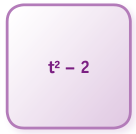 t² – 2